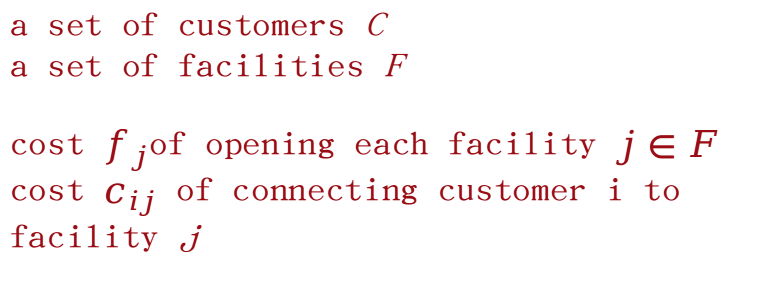 a set of customers C
a set of facilities F
cost f_j of opening each facility j ∈ F
cost c_ij of connecting customer i to
facility j